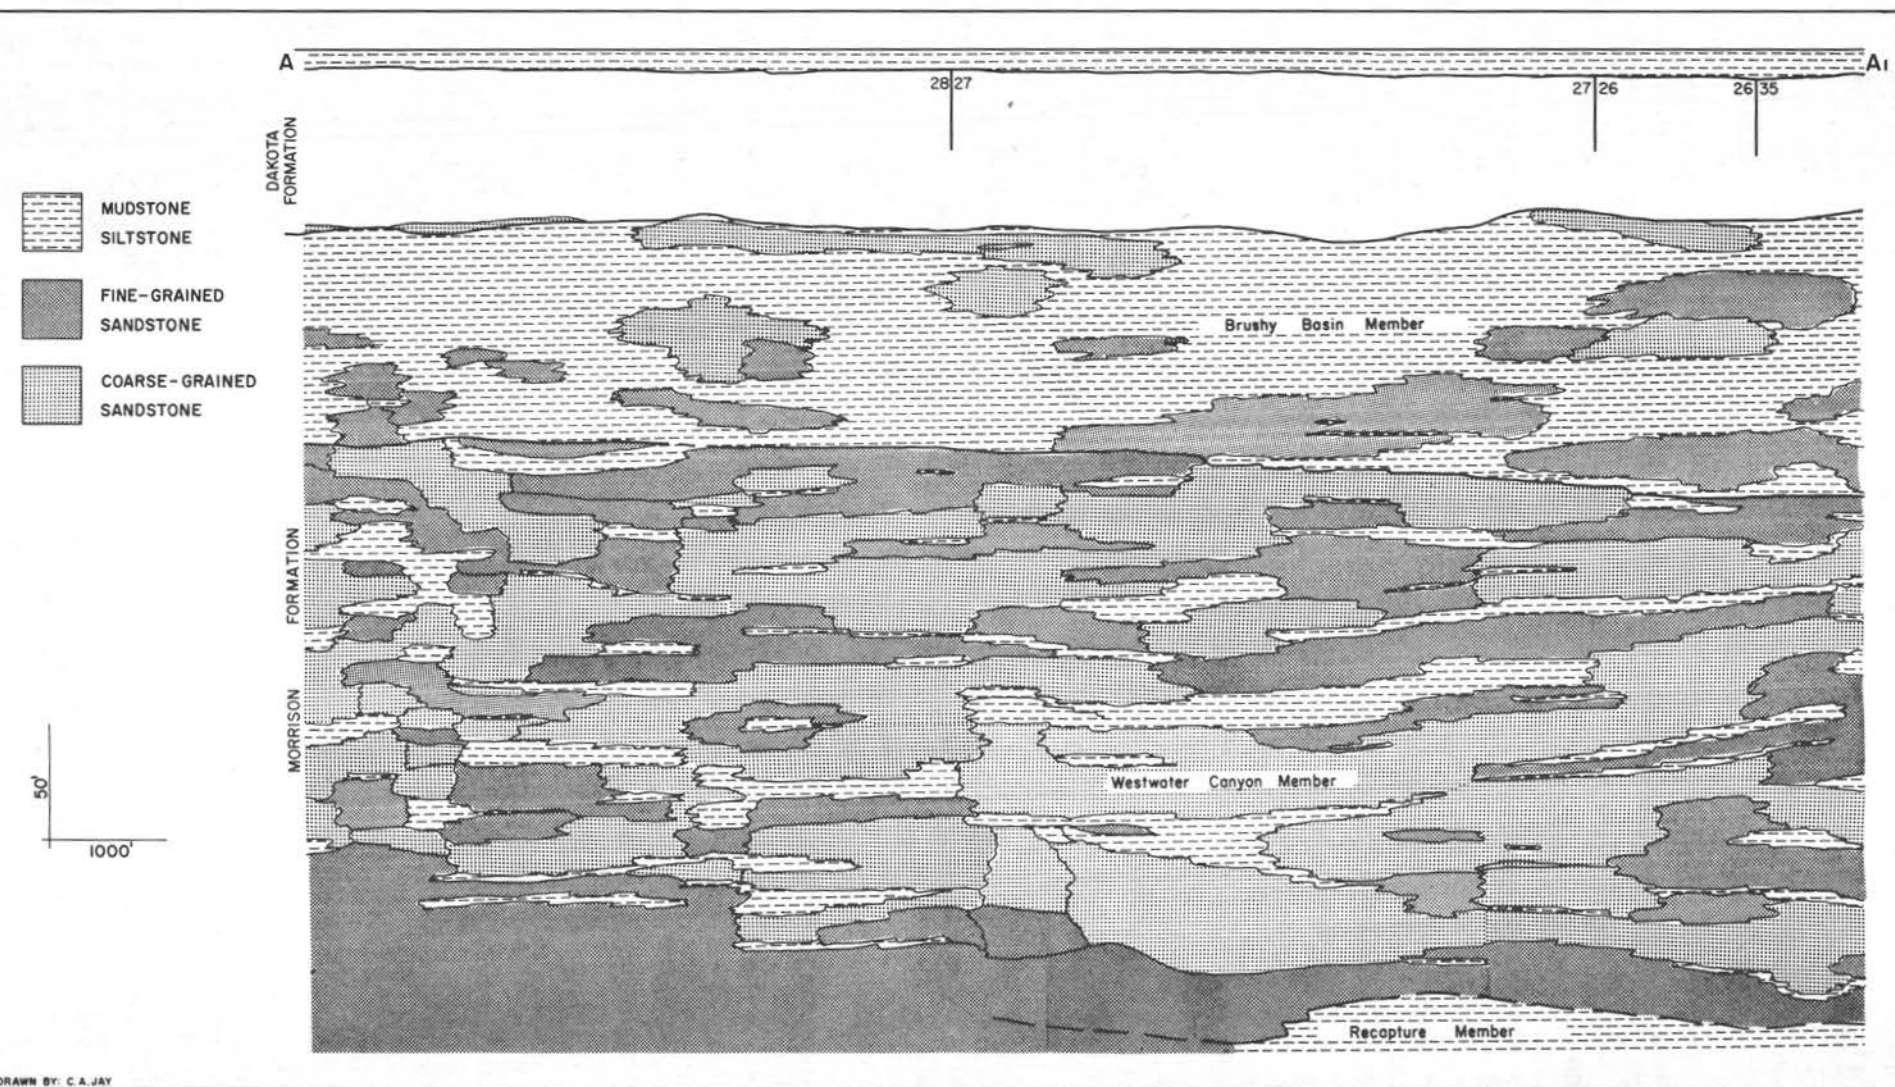 A
A1
28 27
27 26
26 35
DAKOTA
FORMATION
MUDSTONE
SILTSTONE
FINE-GRAINED
SANDSTONE
COARSE-GRAINED
SANDSTONE
Brushy Basin Member
MORRISON FORMATION
Westwater Canyon Member
50'
1000'
Recapture Member
DRAWN BY: C.A.JAY